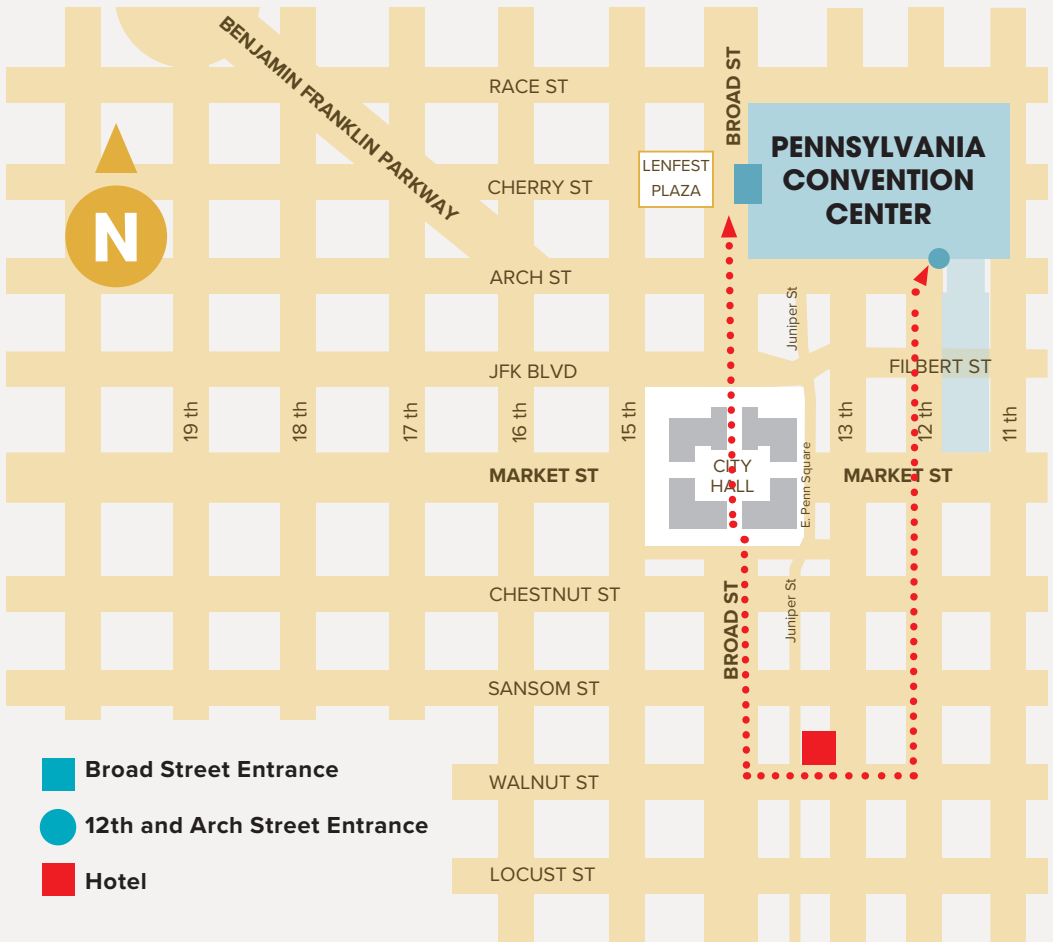 BENJAMIN FRANKLIN PARKWAY
RACE ST
BROAD ST
PENNSYLVANIA
CONVENTION
CENTER
LENFEST
PLAZA
CHERRY ST
N
ARCH ST
Juniper St
JFK BLVD
FILBERT ST
19 th
18 th
17 th
16 th
15 th
13 th
12 th
11 th
CITY
HALL
E. Penn Square
MARKET ST
MARKET ST
CHESTNUT ST
BROAD ST
Juniper St
SANSOM ST
WALNUT ST
LOCUST ST
Broad Street Entrance
12th and Arch Street Entrance
Hotel